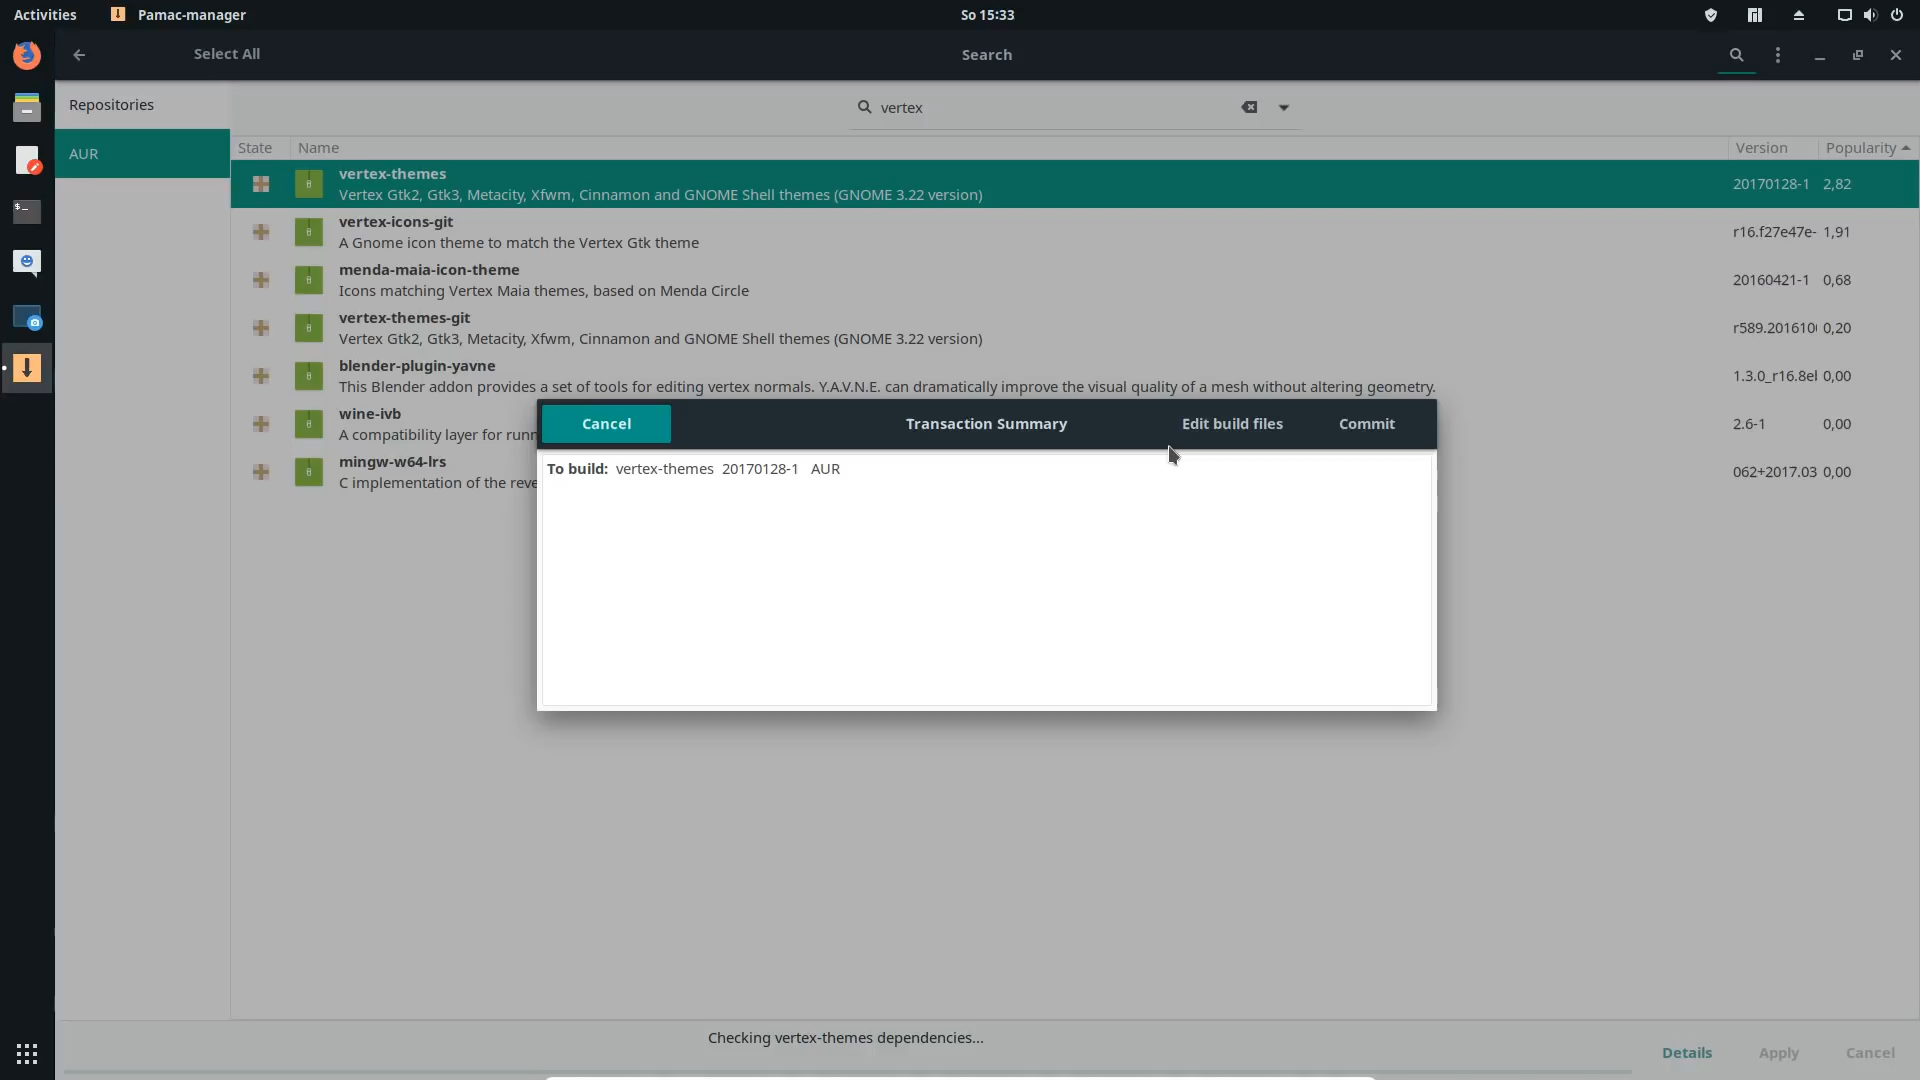 Activities Pamac-manager So 15:33
Select All Search
Repositories
vertex
AUR
State Name Version Popularity
vertex-themes
Vertex Gtk2, Gtk3, Metacity, Xfwm, Cinnamon and GNOME Shell themes (GNOME 3.22 version) 20170128-1 2,82
vertex-icons-git
A Gnome icon theme to match the Vertex Gtk theme r16.f27e47e- 1,91
menda-maia-icon-theme
Icons matching Vertex Maia themes, based on Menda Circle 20160421-1 0,68
vertex-themes-git
Vertex Gtk2, Gtk3, Metacity, Xfwm, Cinnamon and GNOME Shell themes (GNOME 3.22 version) r589.201610 0,20
blender-plugin-yavne
This Blender addon provides a set of tools for editing vertex normals. Y.A.V.N.E. can dramatically improve the visual quality of a mesh without altering geometry. 1.3.0_r16.8e 0,00
wine-ivb
A compatibility layer for runn 2.6-1 0,00
mingw-w64-lrs
C implementation of the reve 062+2017.03 0,00
Cancel Transaction Summary Edit build files Commit
To build: vertex-themes 20170128-1 AUR
Checking vertex-themes dependencies...
Details Apply Cancel